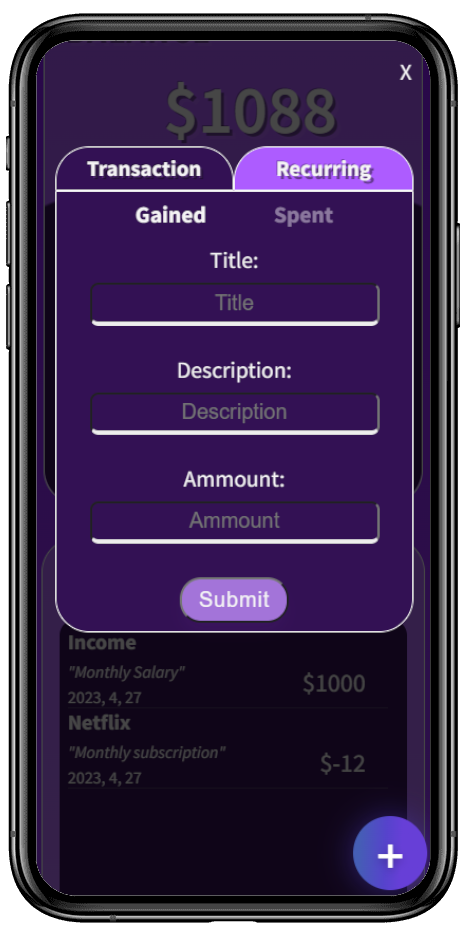 X
$1088
Transaction Recurring
Gained Spent
Title:
Title
Description:
Description
Ammount:
Ammount
Submit
Income
"Monthly Salary"
$1000
2023, 4, 27
Netflix
"Monthly subscription"
$-12
2023, 4, 27
+